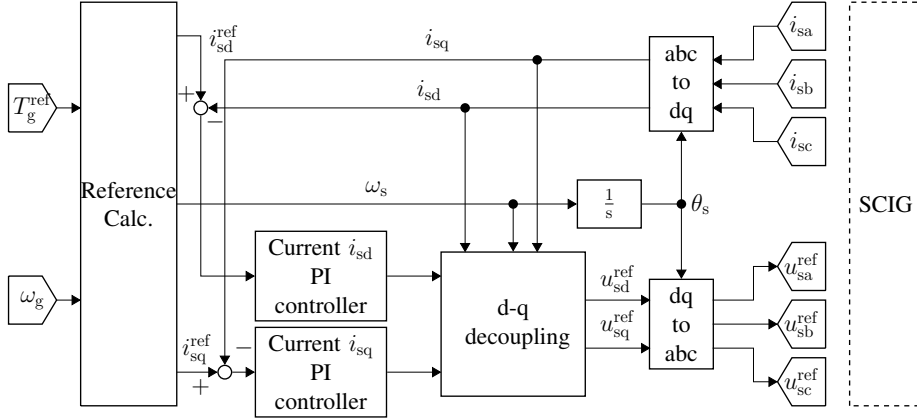 i_sd^ref
i_sq
abc to dq
i_sa
i_sb
i_sc
T_g^ref
+
−
i_sd
Reference Calc.
ω_s
1/s
θ_s
SCIG
ω_g
Current i_sd PI controller
d-q decoupling
u_sd^ref
u_sq^ref
dq to abc
u_sa^ref
u_sb^ref
u_sc^ref
i_sq^ref
+
−
Current i_sq PI controller